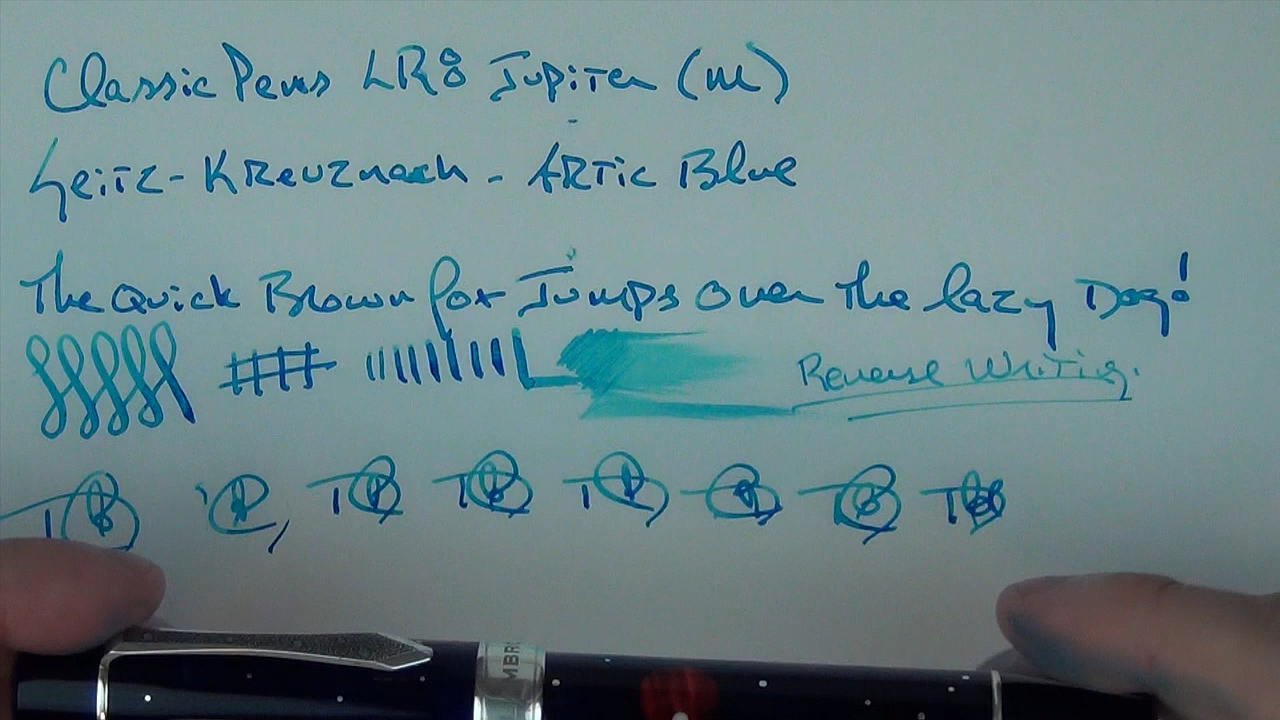 Classic Pens LR8 Jupiter (m)
Leitz-Kreuznach - Artic Blue
The Quick Brown fox Jumps over The lazy Dog!
Reverse Writing.
MBR